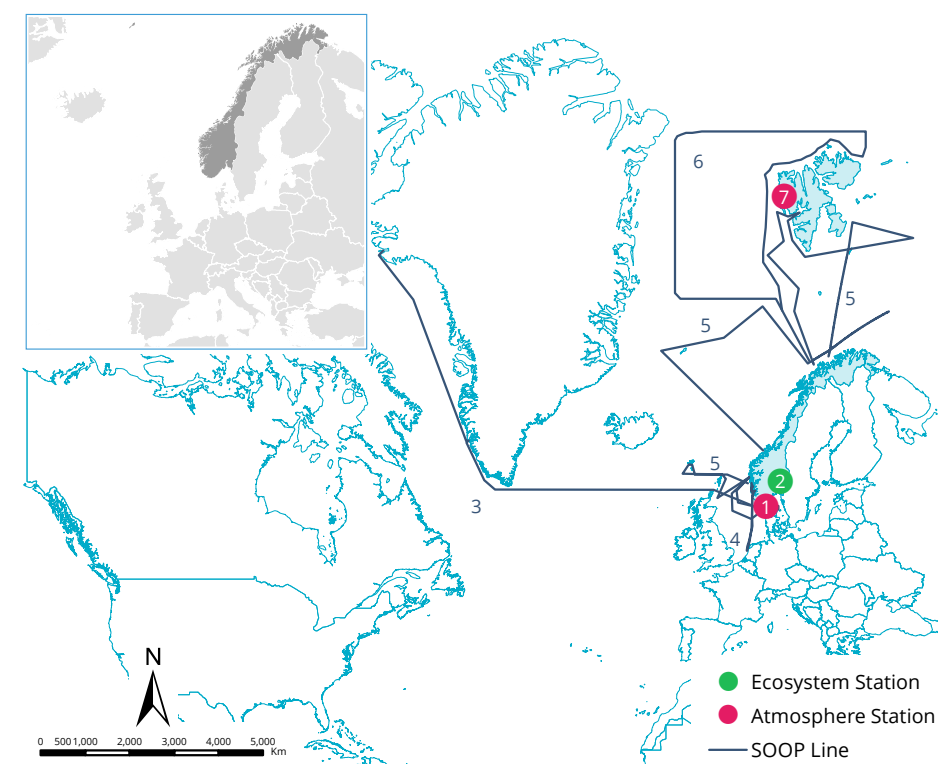 6
7
5
5
5
2
1
3
4
N
0 500 1,000 2,000 3,000 4,000 5,000
Km
Ecosystem Station
Atmosphere Station
SOOP Line